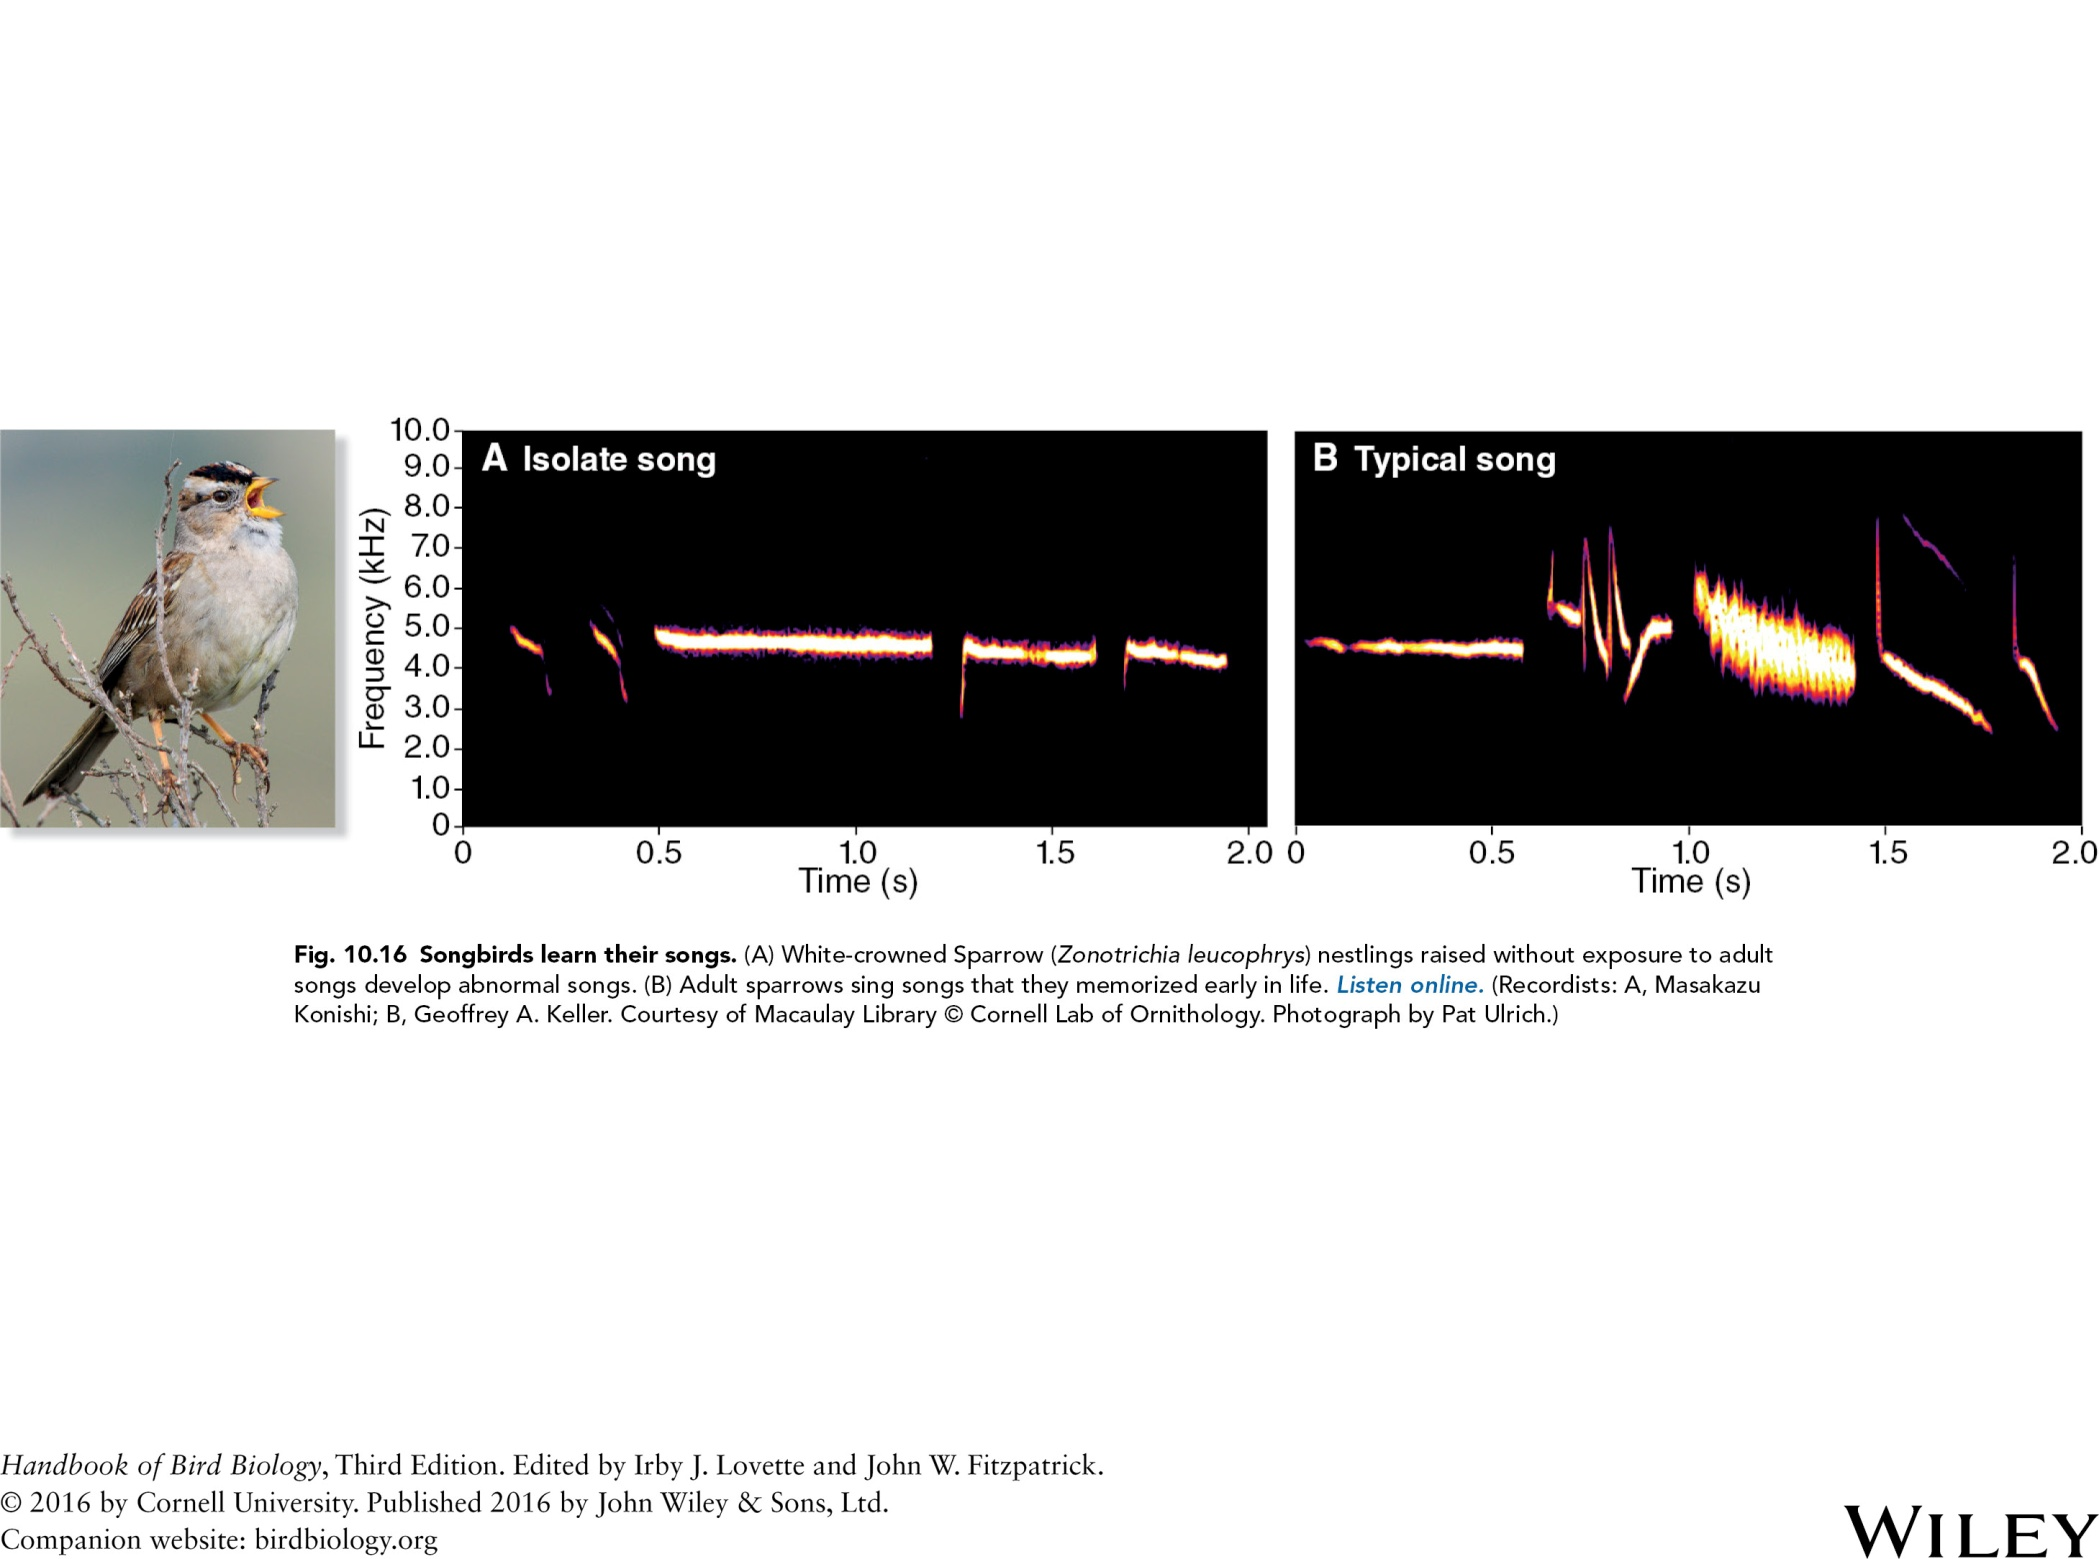 10.0
9.0
8.0
7.0
6.0
5.0
4.0
3.0
2.0
1.0
0
Frequency (kHz)
A Isolate song
0 0.5 1.0 1.5 2.0
Time (s)
B Typical song
0 0.5 1.0 1.5 2.0
Time (s)
Fig. 10.16 Songbirds learn their songs. (A) White-crowned Sparrow (Zonotrichia leucophrys) nestlings raised without exposure to adult
songs develop abnormal songs. (B) Adult sparrows sing songs that they memorized early in life. Listen online. (Recordists: A, Masakazu
Konishi; B, Geoffrey A. Keller. Courtesy of Macaulay Library © Cornell Lab of Ornithology. Photograph by Pat Ulrich.)
Handbook of Bird Biology, Third Edition. Edited by Irby J. Lovette and John W. Fitzpatrick.
© 2016 by Cornell University. Published 2016 by John Wiley & Sons, Ltd.
Companion website: birdbiology.org
WILEY